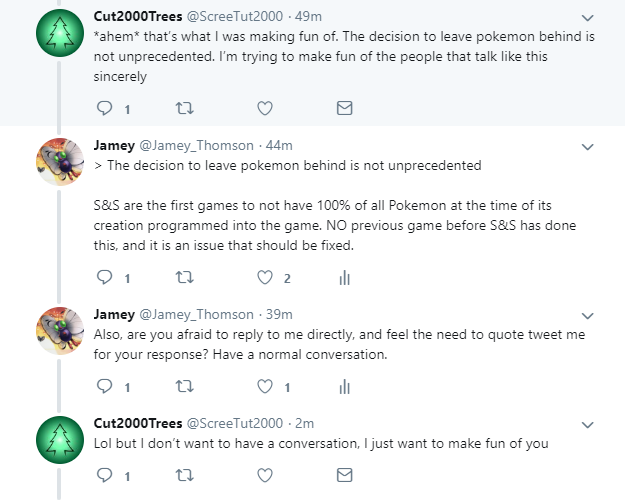 Cut2000Trees @ScreeTut2000 · 49m
*ahem* that's what I was making fun of. The decision to leave pokemon behind is
not unprecedented. I'm trying to make fun of the people that talk like this
sincerely
1
Jamey @Jamey_Thomson · 44m
> The decision to leave pokemon behind is not unprecedented
S&S are the first games to not have 100% of all Pokemon at the time of its
creation programmed into the game. NO previous game before S&S has done
this, and it is an issue that should be fixed.
1 2
Jamey @Jamey_Thomson · 39m
Also, are you afraid to reply to me directly, and feel the need to quote tweet me
for your response? Have a normal conversation.
1 1
Cut2000Trees @ScreeTut2000 · 2m
Lol but I don't want to have a conversation, I just want to make fun of you
1